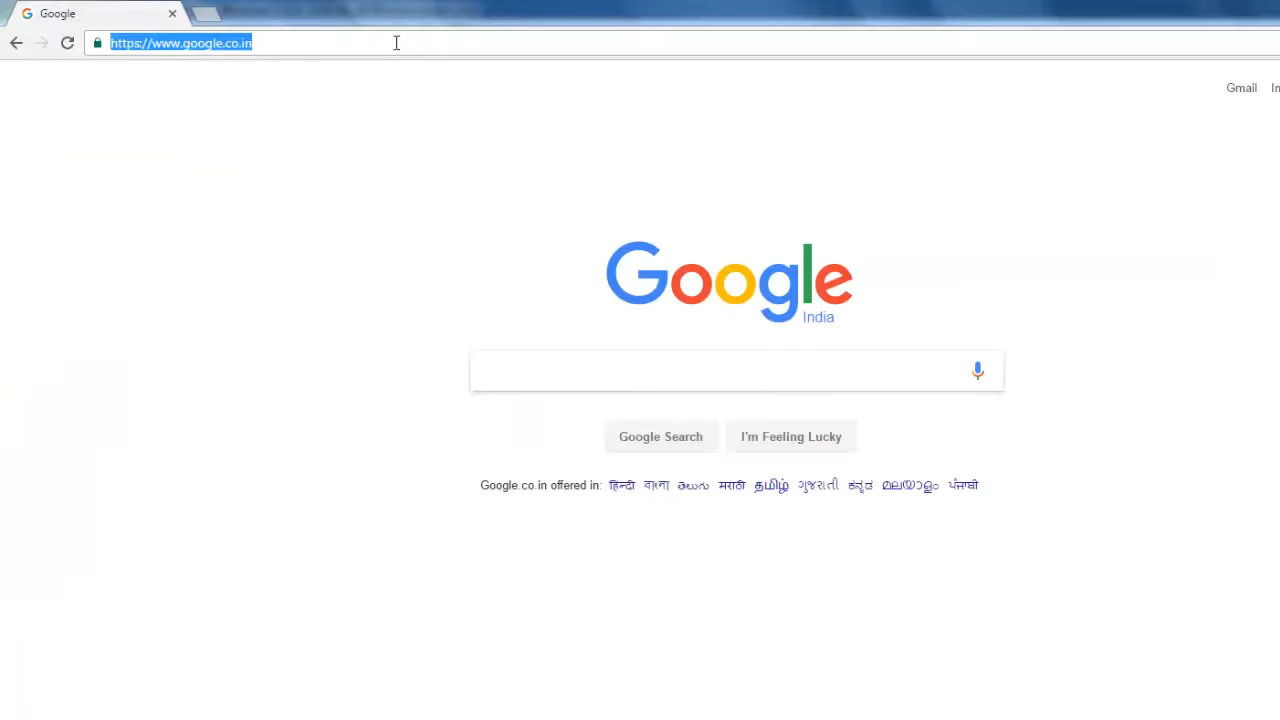 Google
https://www.google.co.in
Gmail
Google
India
Google Search
I'm Feeling Lucky
Google.co.in offered in: हिन्दी বাংলা తెలుగు मराठी தமிழ் ગુજરાતી ಕನ್ನಡ മലയാളം ਪੰਜਾਬੀ